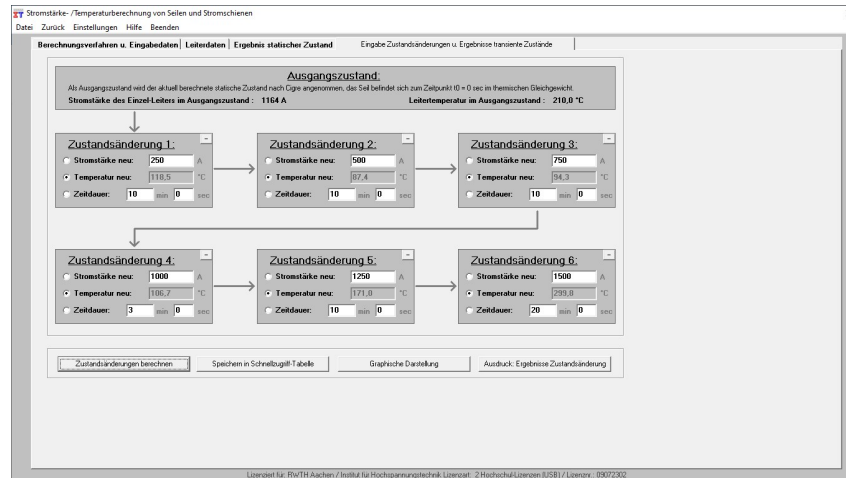 Stromstärke- /Temperaturberechnung von Seilen und Stromschienen
Datei Zurück Einstellungen Hilfe Beenden
Berechnungsverfahren u. Eingabedaten Leiterdaten Ergebnis statischer Zustand Eingabe Zustandsänderungen u. Ergebnisse transiente Zustände
Ausgangszustand:
Als Ausgangszustand wird der aktuell berechnete statische Zustand nach Cigre angenommen, das Seil befindet sich zum Zeitpunkt t0 = 0 sec im thermischen Gleichgewicht.
Stromstärke des Einzel-Leiters im Ausgangszustand : 1164 A Leitertemperatur im Ausgangszustand : 210,0 °C
Zustandsänderung 1: -
Stromstärke neu: 250 A
Temperatur neu: 118,5 °C
Zeitdauer: 10 min 0 sec
Zustandsänderung 2: -
Stromstärke neu: 500 A
Temperatur neu: 87,4 °C
Zeitdauer: 10 min 0 sec
Zustandsänderung 3: -
Stromstärke neu: 750 A
Temperatur neu: 94,3 °C
Zeitdauer: 10 min 0 sec
Zustandsänderung 4: -
Stromstärke neu: 1000 A
Temperatur neu: 106,7 °C
Zeitdauer: 3 min 0 sec
Zustandsänderung 5: -
Stromstärke neu: 1250 A
Temperatur neu: 171,0 °C
Zeitdauer: 10 min 0 sec
Zustandsänderung 6: -
Stromstärke neu: 1500 A
Temperatur neu: 299,8 °C
Zeitdauer: 20 min 0 sec
Zustandsänderungen berechnen Speichern in Schnellzugriff-Tabelle Graphische Darstellung Ausdruck: Ergebnisse Zustandsänderung
Lizenziert für: RWTH Aachen / Institut für Hochspannungstechnik Lizenzart: 2 Hochschul-Lizenzen (USB) / Lizenznr.: 09072302